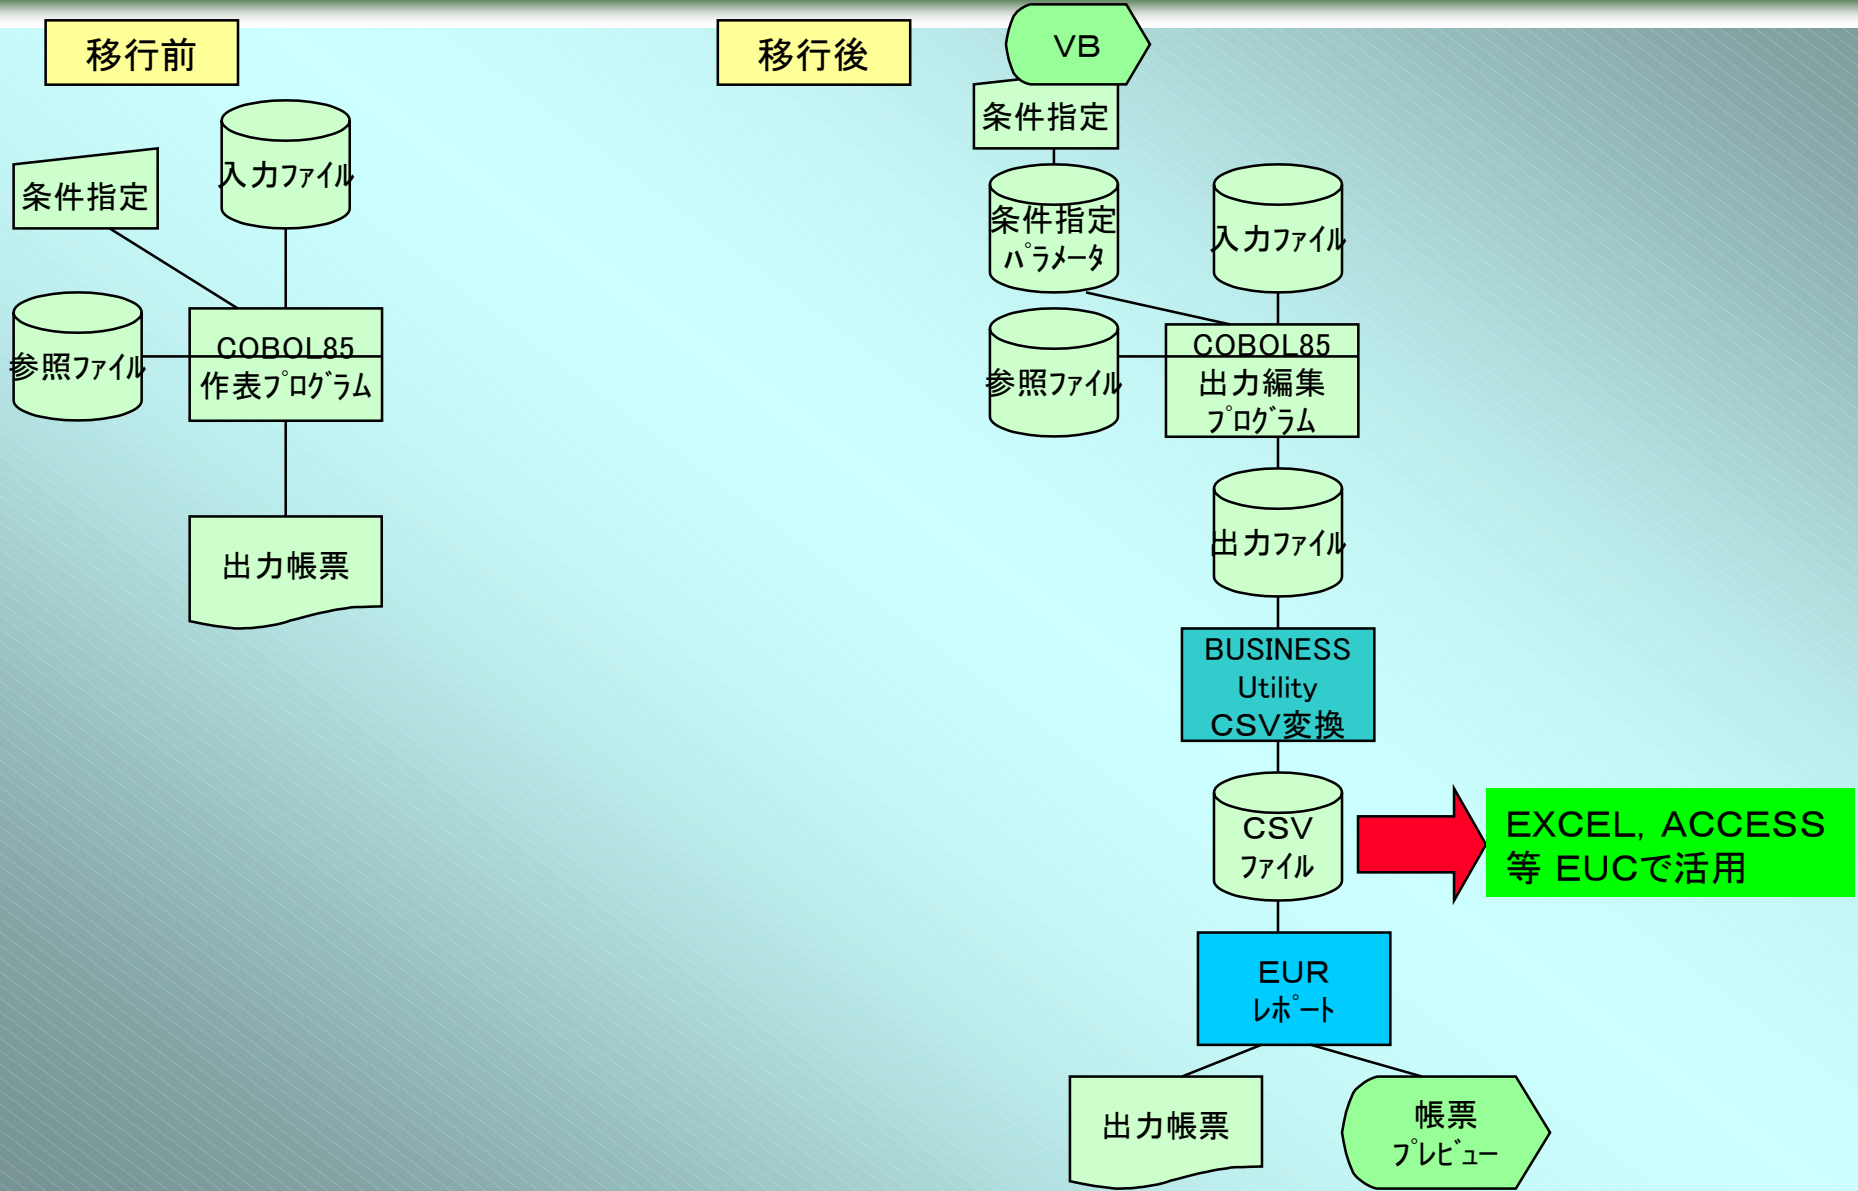 移行前
入力ファイル
条件指定
参照ファイル
COBOL85
作表プログラム
出力帳票
移行後
VB
条件指定
条件指定
パラメータ
入力ファイル
参照ファイル
COBOL85
出力編集
プログラム
出力ファイル
BUSINESS
Utility
CSV変換
CSV
ファイル
EXCEL, ACCESS
等 EUCで活用
EUR
レポート
出力帳票
帳票
プレビュー